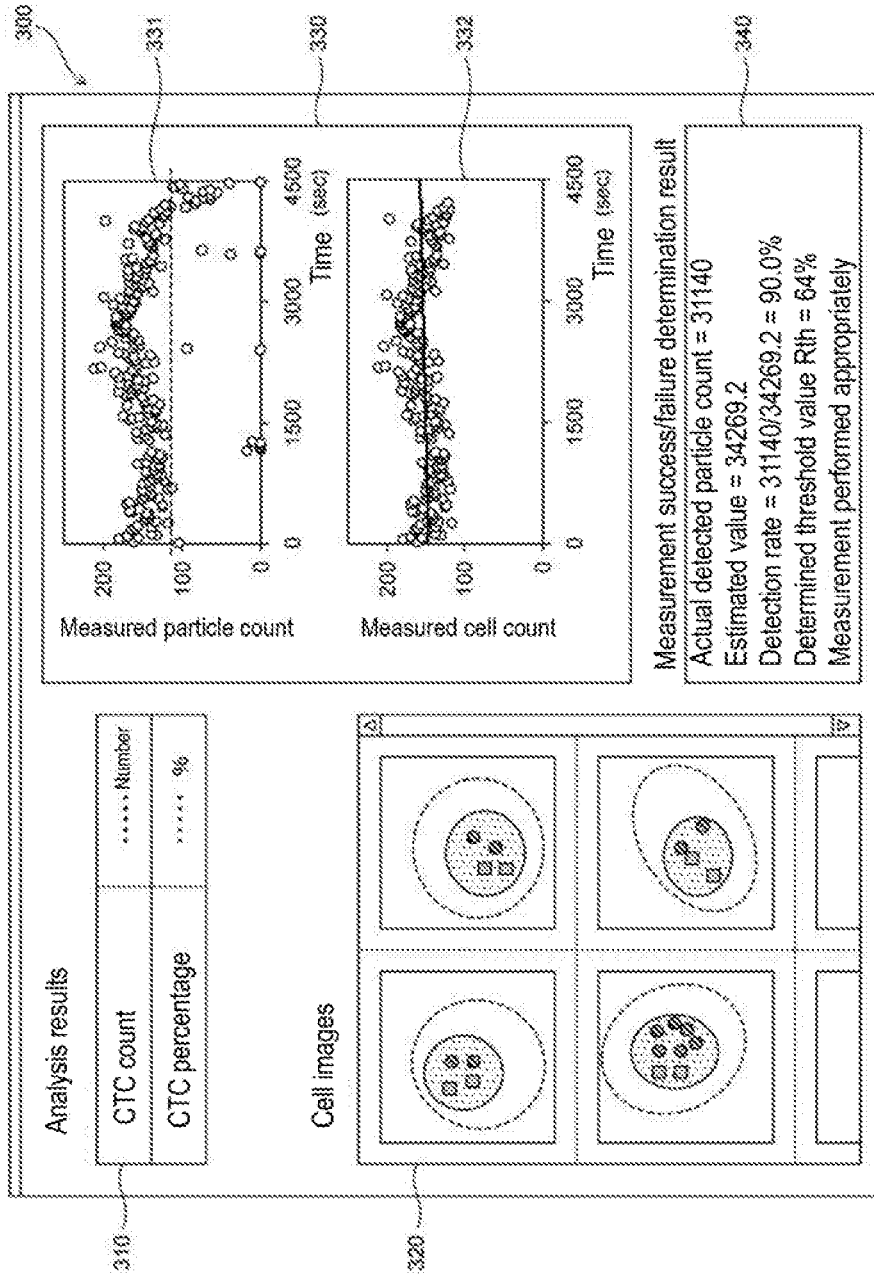 300
Analysis results
CTC count
····· Number
CTC percentage
····· %
310
Cell images
320
Measured particle count
200
100
0
0
1500
3000
4500
Time (sec)
331
330
Measured cell count
200
100
0
0
1500
3000
4500
Time (sec)
332
Measurement success/failure determination result
Actual detected particle count = 31140
Estimated value = 34269.2
Detection rate = 31140/34269.2 = 90.0%
Determined threshold value Rth = 64%
Measurement performed appropriately
340